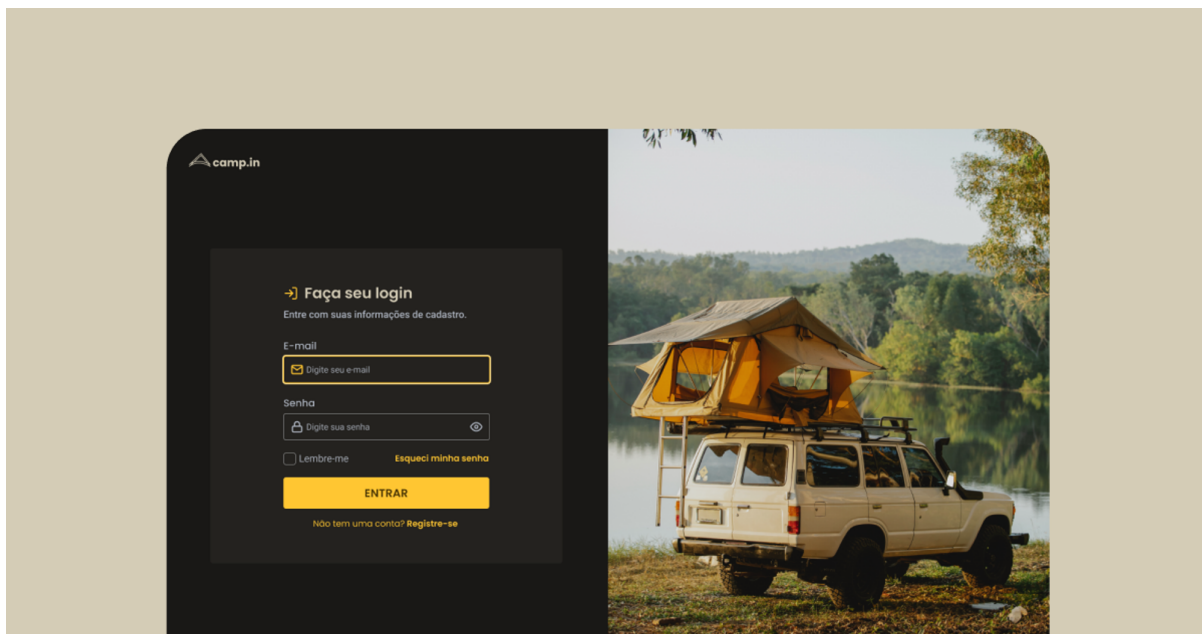 camp.in
Faça seu login
Entre com suas informações de cadastro.
E-mail
Digite seu e-mail
Senha
Digite sua senha
Lembre-me Esqueci minha senha
ENTRAR
Não tem uma conta? Registre-se